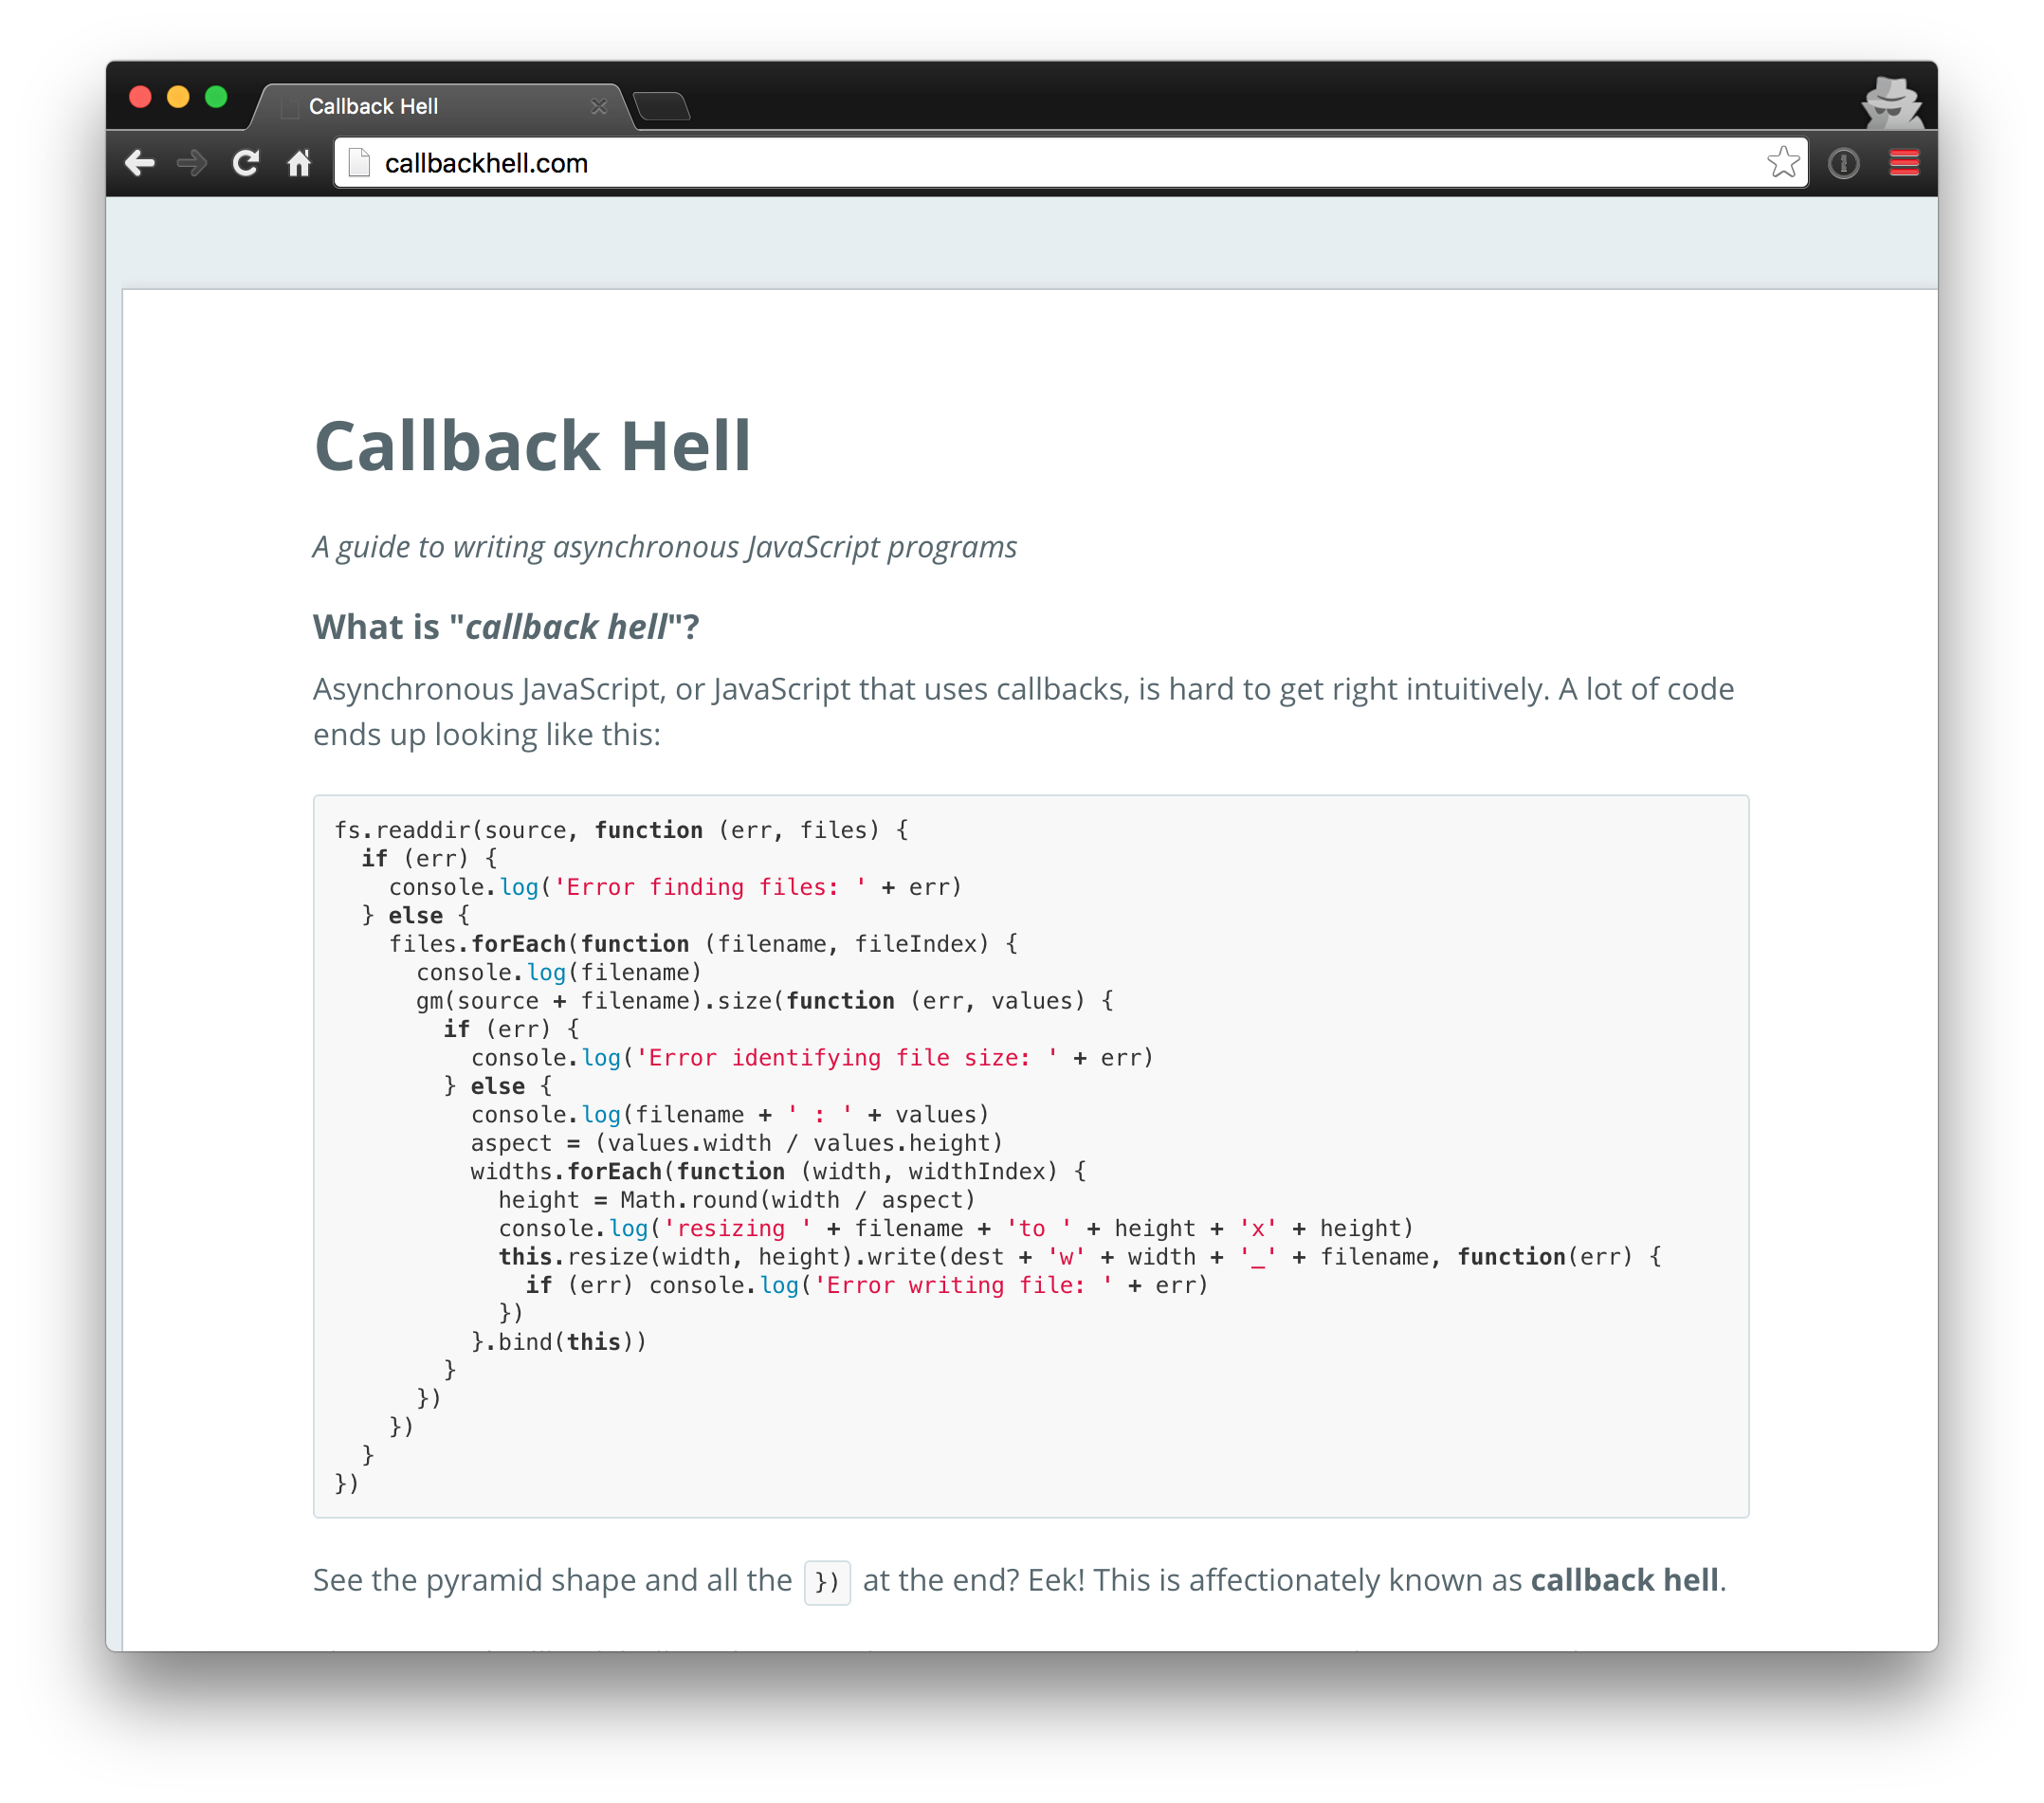 Callback Hell
callbackhell.com
Callback Hell
A guide to writing asynchronous JavaScript programs
What is "callback hell"?
Asynchronous JavaScript, or JavaScript that uses callbacks, is hard to get right intuitively. A lot of code
ends up looking like this:
fs.readdir(source, function (err, files) {
  if (err) {
    console.log('Error finding files: ' + err)
  } else {
    files.forEach(function (filename, fileIndex) {
      console.log(filename)
      gm(source + filename).size(function (err, values) {
        if (err) {
          console.log('Error identifying file size: ' + err)
        } else {
          console.log(filename + ' : ' + values)
          aspect = (values.width / values.height)
          widths.forEach(function (width, widthIndex) {
            height = Math.round(width / aspect)
            console.log('resizing ' + filename + 'to ' + height + 'x' + height)
            this.resize(width, height).write(dest + 'w' + width + '_' + filename, function(err) {
              if (err) console.log('Error writing file: ' + err)
            })
          }.bind(this))
        }
      })
    })
  }
})
See the pyramid shape and all the }) at the end? Eek! This is affectionately known as callback hell.